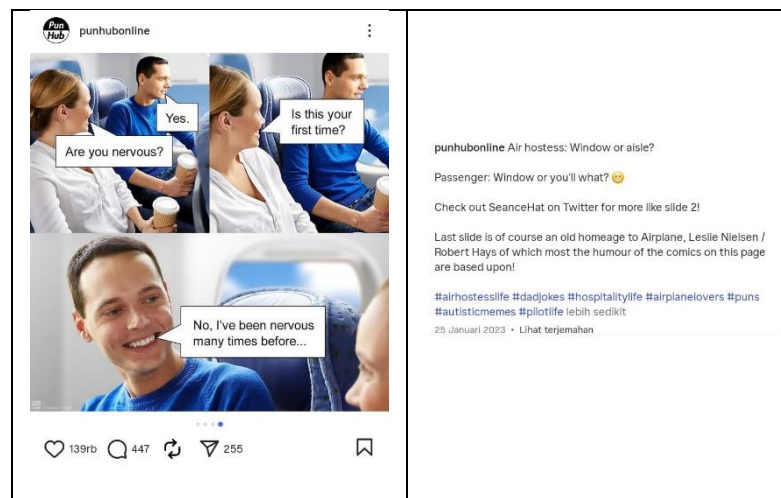 Pun
Hub
punhubonline
Are you nervous?
Yes.
Is this your
first time?
No, I've been nervous
many times before...
139rb 447 255
punhubonline Air hostess: Window or aisle?
Passenger: Window or you'll what? 😬
Check out SeanceHat on Twitter for more like slide 2!
Last slide is of course an old homeage to Airplane, Leslie Nielsen /
Robert Hays of which most the humour of the comics on this page
are based upon!
#airhostesslife #dadjokes #hospitalitylife #airplanelovers #puns
#autisticmemes #pilotlife lebih sedikit
25 Januari 2023 • Lihat terjemahan